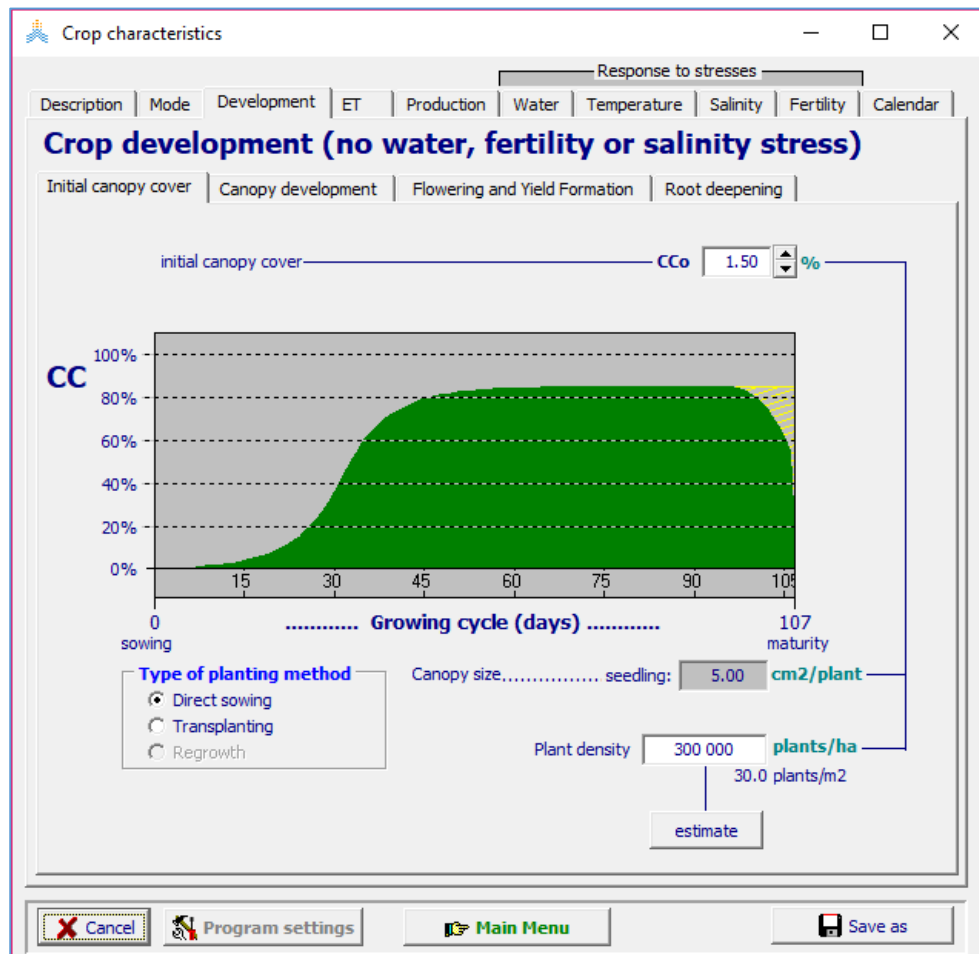 Crop characteristics
Response to stresses
Description Mode Development ET Production Water Temperature Salinity Fertility Calendar
Crop development (no water, fertility or salinity stress)
Initial canopy cover Canopy development Flowering and Yield Formation Root deepening
initial canopy cover CCo 1.50 %
CC
100%
80%
60%
40%
20%
0%
15 30 45 60 75 90 105
0 ............ Growing cycle (days) ............ 107
sowing maturity
Type of planting method
Direct sowing
Transplanting
Regrowth
Canopy size................ seedling: 5.00 cm2/plant
Plant density 300 000 plants/ha
30.0 plants/m2
estimate
Cancel Program settings Main Menu Save as